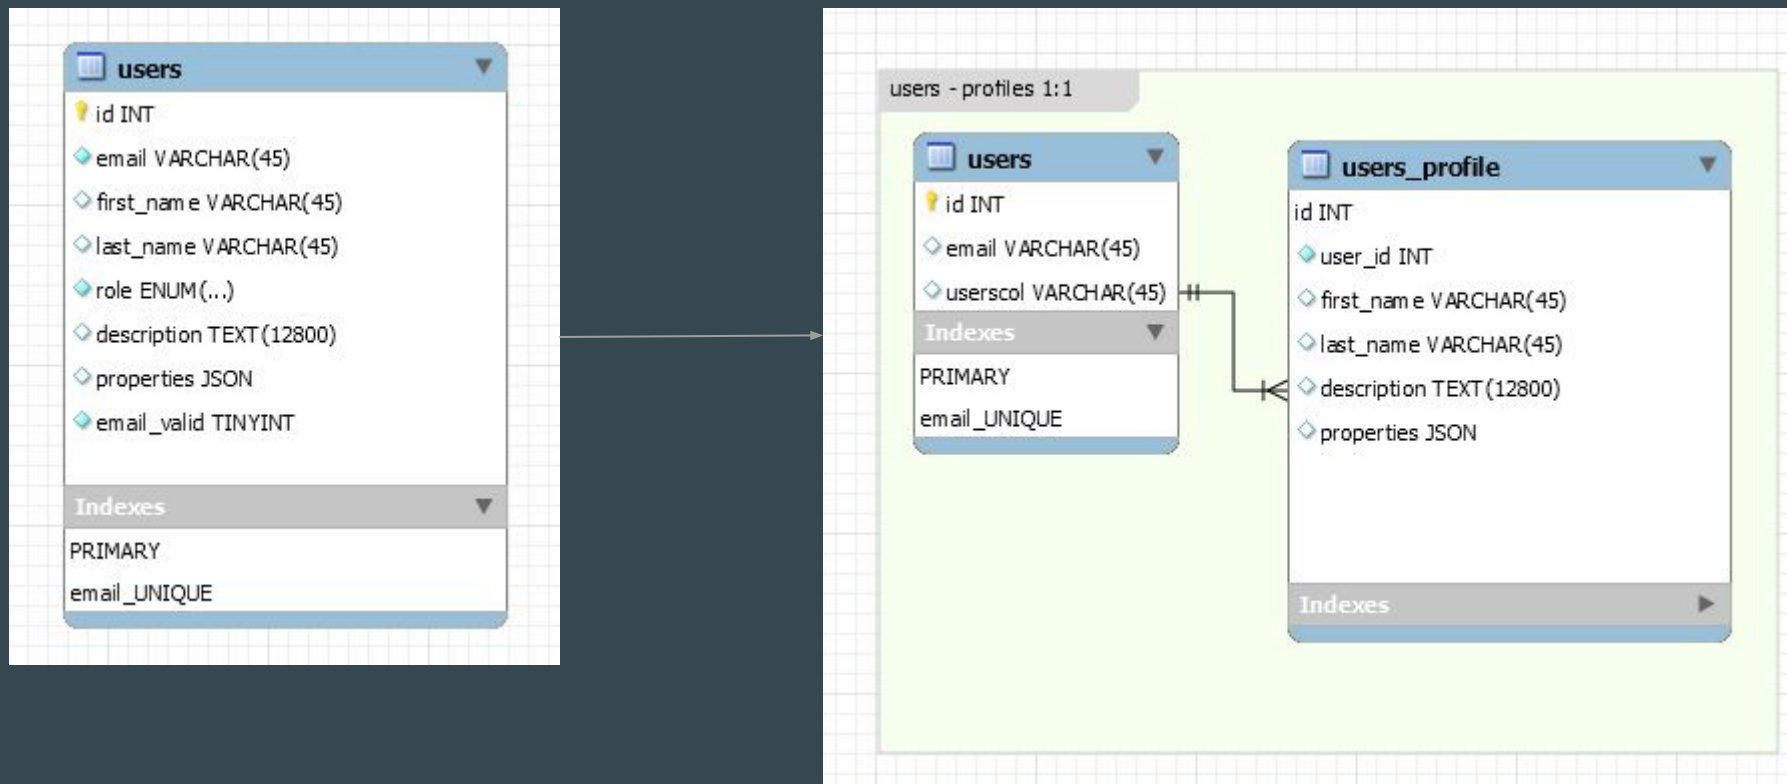 users
id INT
email VARCHAR(45)
first_name VARCHAR(45)
last_name VARCHAR(45)
role ENUM(...)
description TEXT(12800)
properties JSON
email_valid TINYINT
Indexes
PRIMARY
email_UNIQUE
users - profiles 1:1
users
id INT
email VARCHAR(45)
userscol VARCHAR(45)
Indexes
PRIMARY
email_UNIQUE
users_profile
id INT
user_id INT
first_name VARCHAR(45)
last_name VARCHAR(45)
description TEXT(12800)
properties JSON
Indexes